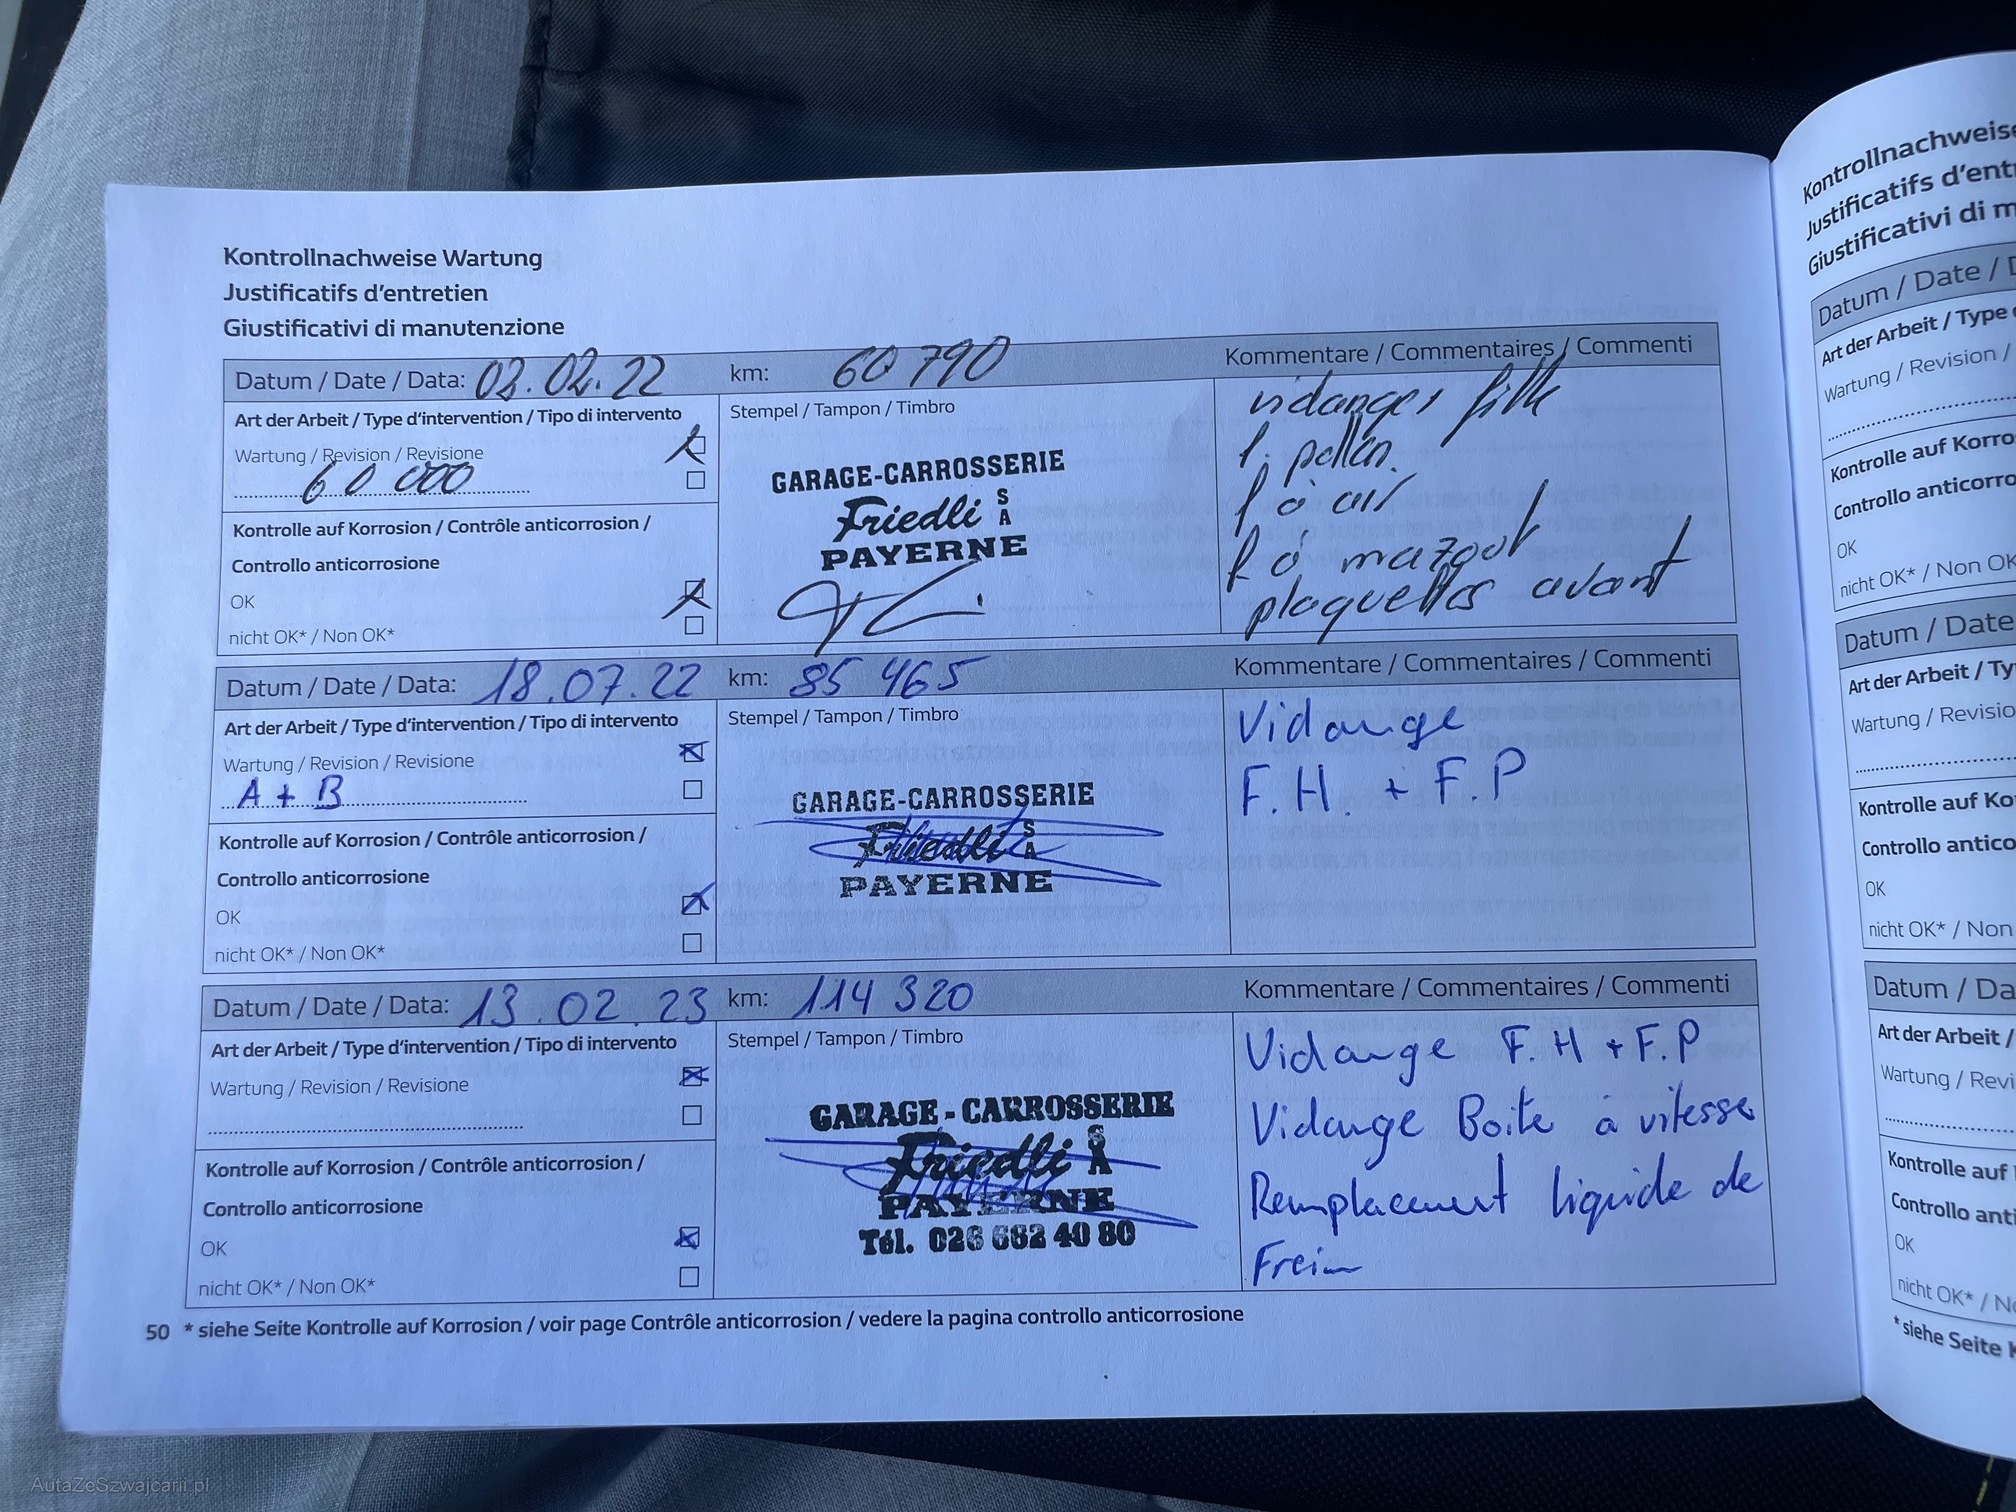 Kontrollnachweise Wartung
Justificatifs d'entretien
Giustificativi di manutenzione
Datum / Date / Data: 02.02.22 km: 60 790 Kommentare / Commentaires / Commenti
Art der Arbeit / Type d'intervention / Tipo di intervento
Wartung / Revision / Revisione
60 000
Kontrolle auf Korrosion / Contrôle anticorrosion /
Controllo anticorrosione
OK
nicht OK* / Non OK*
Stempel / Tampon / Timbro
GARAGE-CARROSSERIE
Friedli SA
PAYERNE
f. pollen
f à air
f à mazout
plaquettes avant
Datum / Date / Data: 18.07.22 km: 85 465 Kommentare / Commentaires / Commenti
Art der Arbeit / Type d'intervention / Tipo di intervento
Wartung / Revision / Revisione
A + B
Kontrolle auf Korrosion / Contrôle anticorrosion /
Controllo anticorrosione
OK
nicht OK* / Non OK*
Stempel / Tampon / Timbro
GARAGE-CARROSSERIE
Friedli SA
PAYERNE
Vidange
F.H. + F.P
Datum / Date / Data: 13.02.23 km: 114 320 Kommentare / Commentaires / Commenti
Art der Arbeit / Type d'intervention / Tipo di intervento
Wartung / Revision / Revisione
Kontrolle auf Korrosion / Contrôle anticorrosion /
Controllo anticorrosione
OK
nicht OK* / Non OK*
Stempel / Tampon / Timbro
GARAGE - CARROSSERIE
Friedli SA
PAYERNE
Tél. 026 662 40 80
Vidange F.H + F.P
Vidange Boite à vitesse
Remplacement liquide de
Frein
50 * siehe Seite Kontrolle auf Korrosion / voir page Contrôle anticorrosion / vedere la pagina controllo anticorrosione
Kontrollnachweise
Justificatifs d'entr
Giustificativi di m
Datum / Date /
Art der Arbeit / Type
Wartung / Revision /
Kontrolle auf Korro
Controllo anticorro
OK
nicht OK* / Non OK
Datum / Date
Art der Arbeit / Ty
Wartung / Revisio
Kontrolle auf Ko
Controllo antico
OK
nicht OK* / Non
Datum / Da
Art der Arbeit /
Wartung / Revi
Kontrolle auf
Controllo anti
OK
nicht OK* / No
* siehe Seite K
AutaZeSzwajcarii.pl